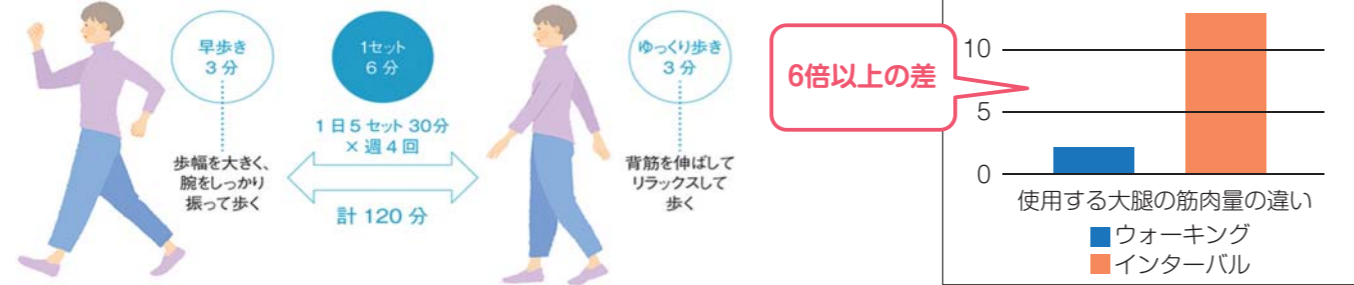 早歩き
3分
歩幅を大きく、
腕をしっかり
振って歩く
1セット
6分
1日5セット 30分
× 週4回
計 120 分
ゆっくり歩き
3分
背筋を伸ばして
リラックスして
歩く
6倍以上の差
10
5
0
使用する大腿の筋肉量の違い
ウォーキング
インターバル